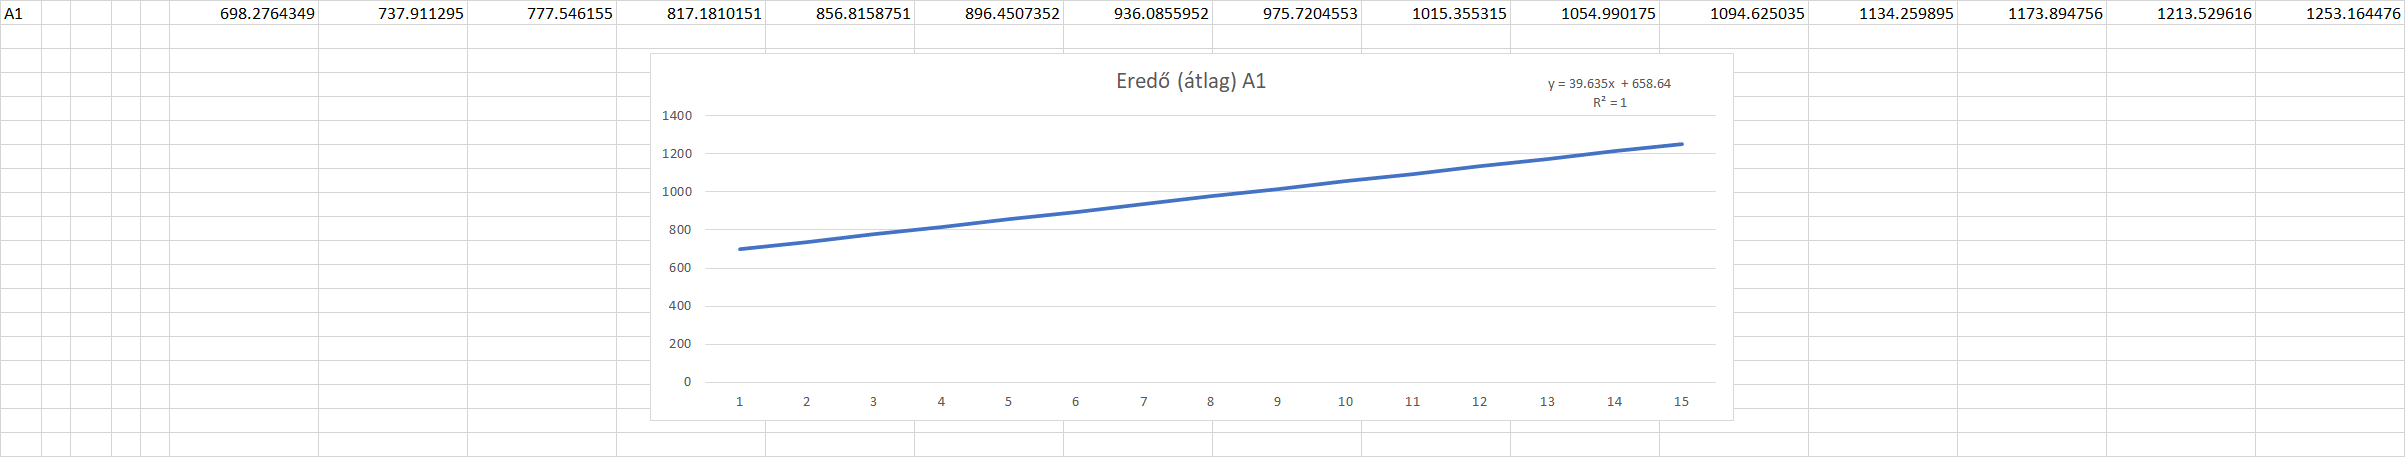 A1 698.2764349 737.911295 777.546155 817.1810151 856.8158751 896.4507352 936.0855952 975.7204553 1015.355315 1054.990175 1094.625035 1134.259895 1173.894756 1213.529616 1253.164476
Eredő (átlag) A1
y = 39.635x + 658.64
R² = 1
1400
1200
1000
800
600
400
200
0
1 2 3 4 5 6 7 8 9 10 11 12 13 14 15